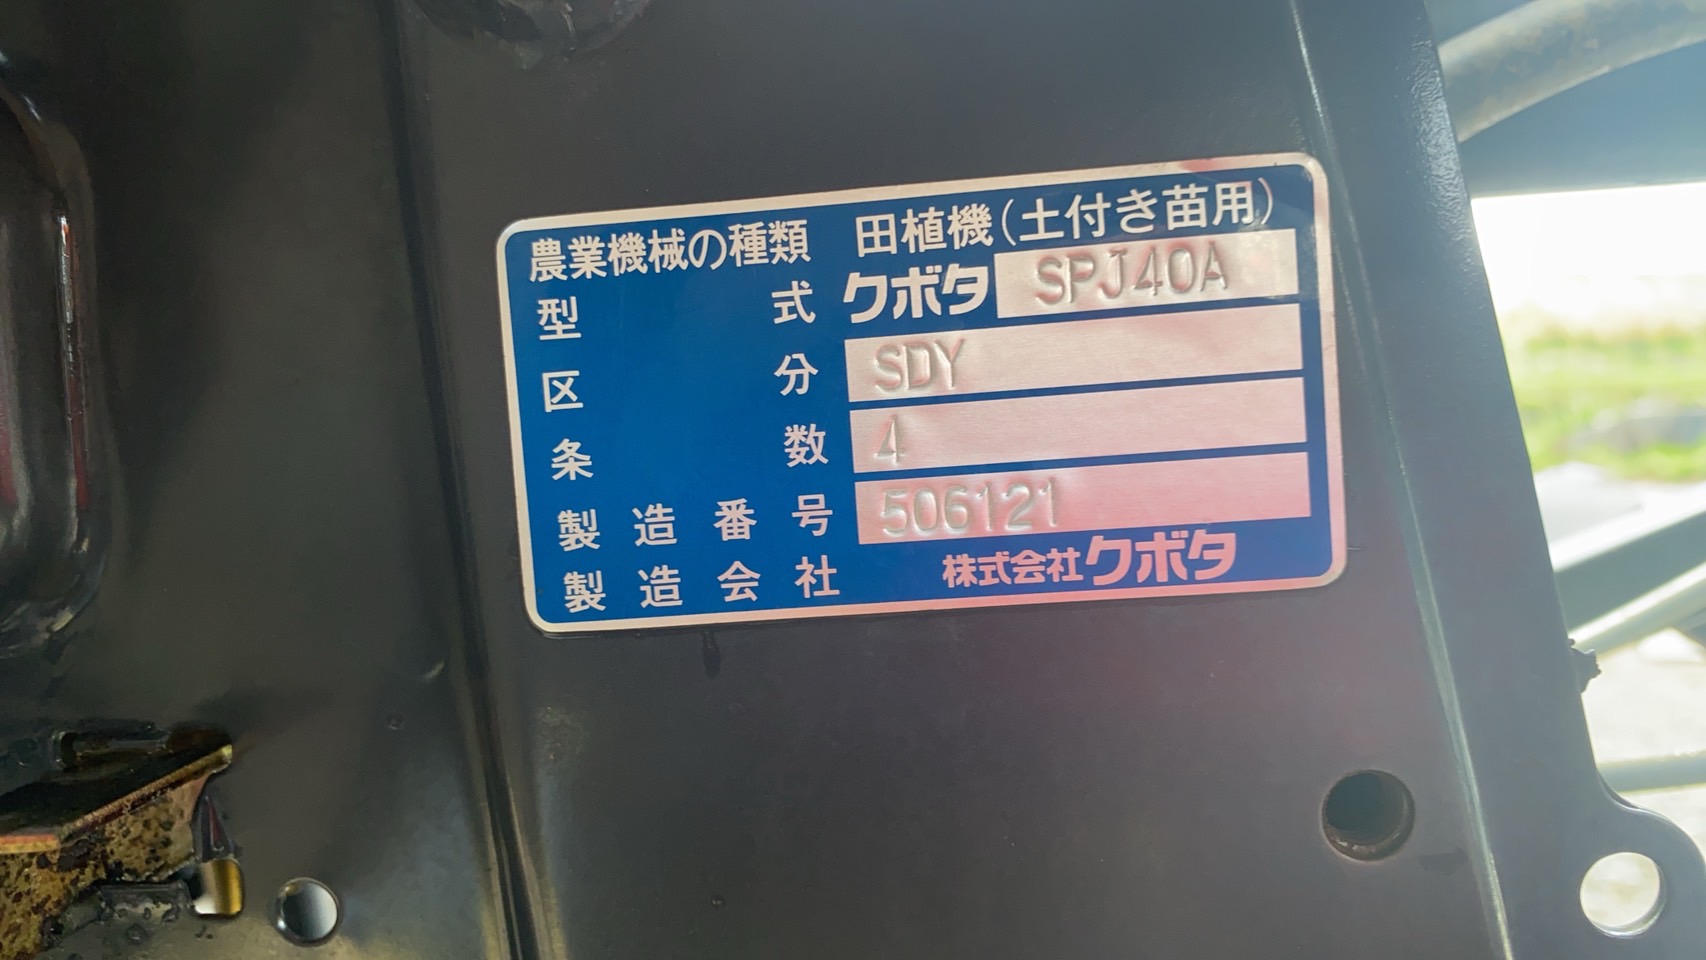 農業機械の種類 田植機(土付き苗用)
型式 クボタ SPJ40A
区分 SDY
条数 4
製造番号 506121
製造会社 株式会社クボタ